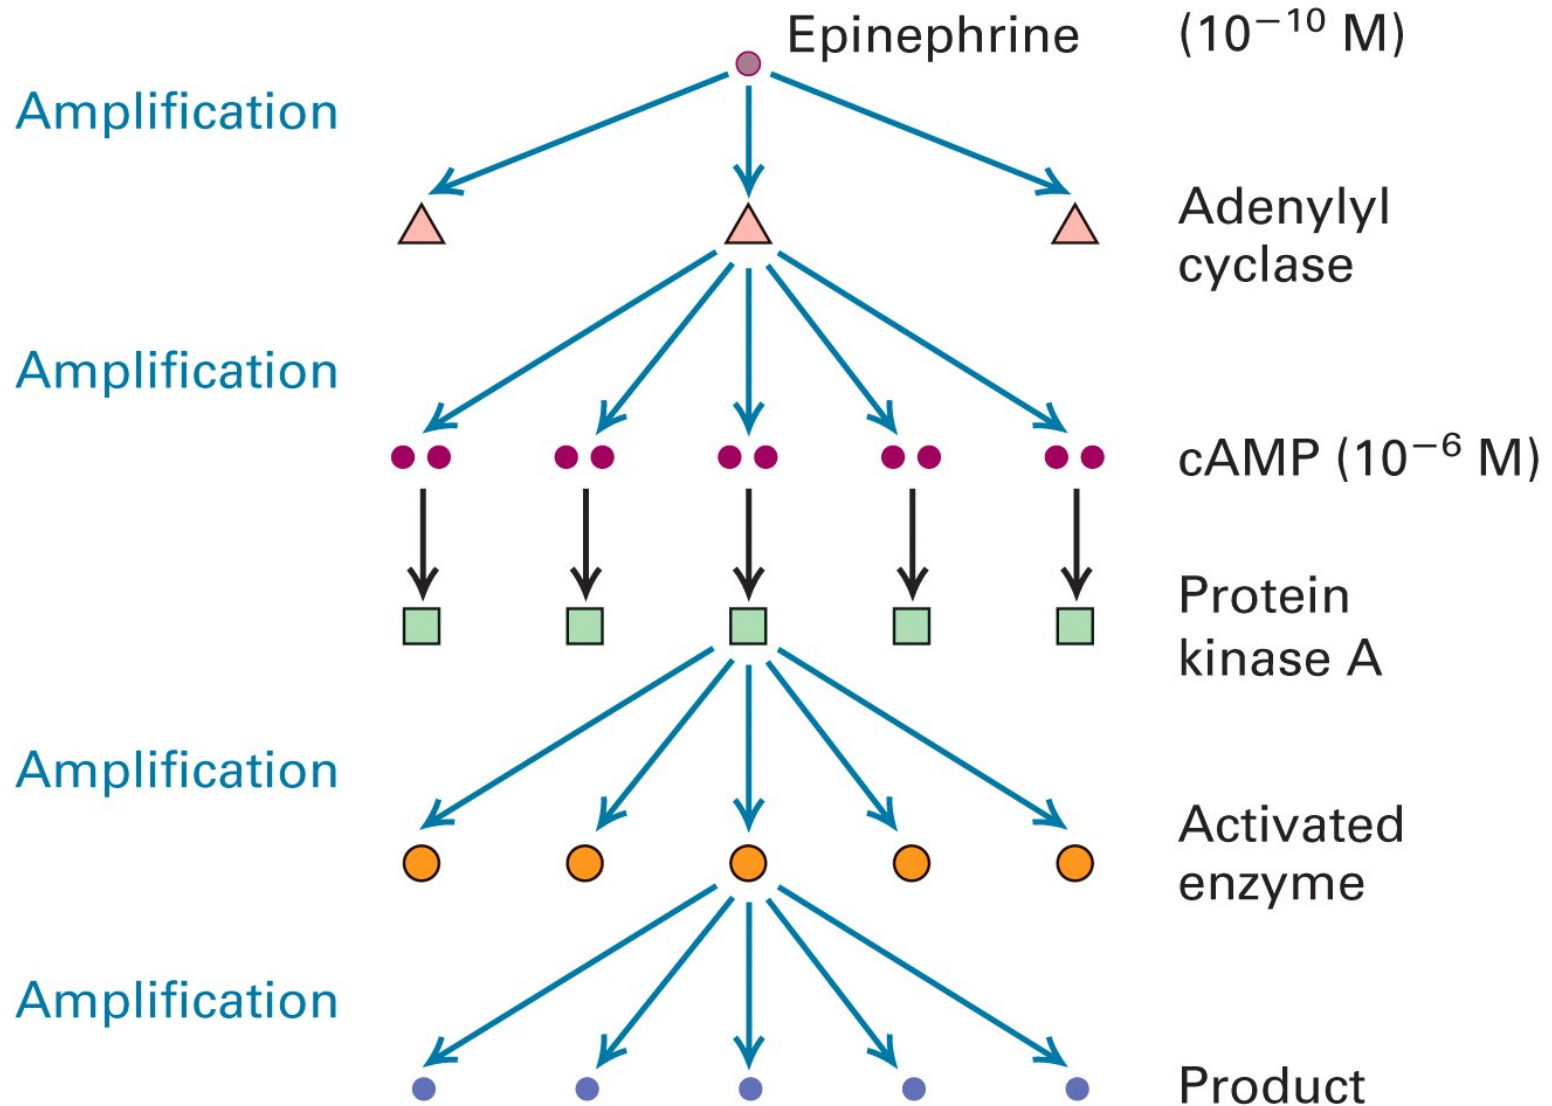 Epinephrine (10⁻¹⁰ M)
Amplification
Adenylyl
cyclase
Amplification
cAMP (10⁻⁶ M)
Protein
kinase A
Amplification
Activated
enzyme
Amplification
Product